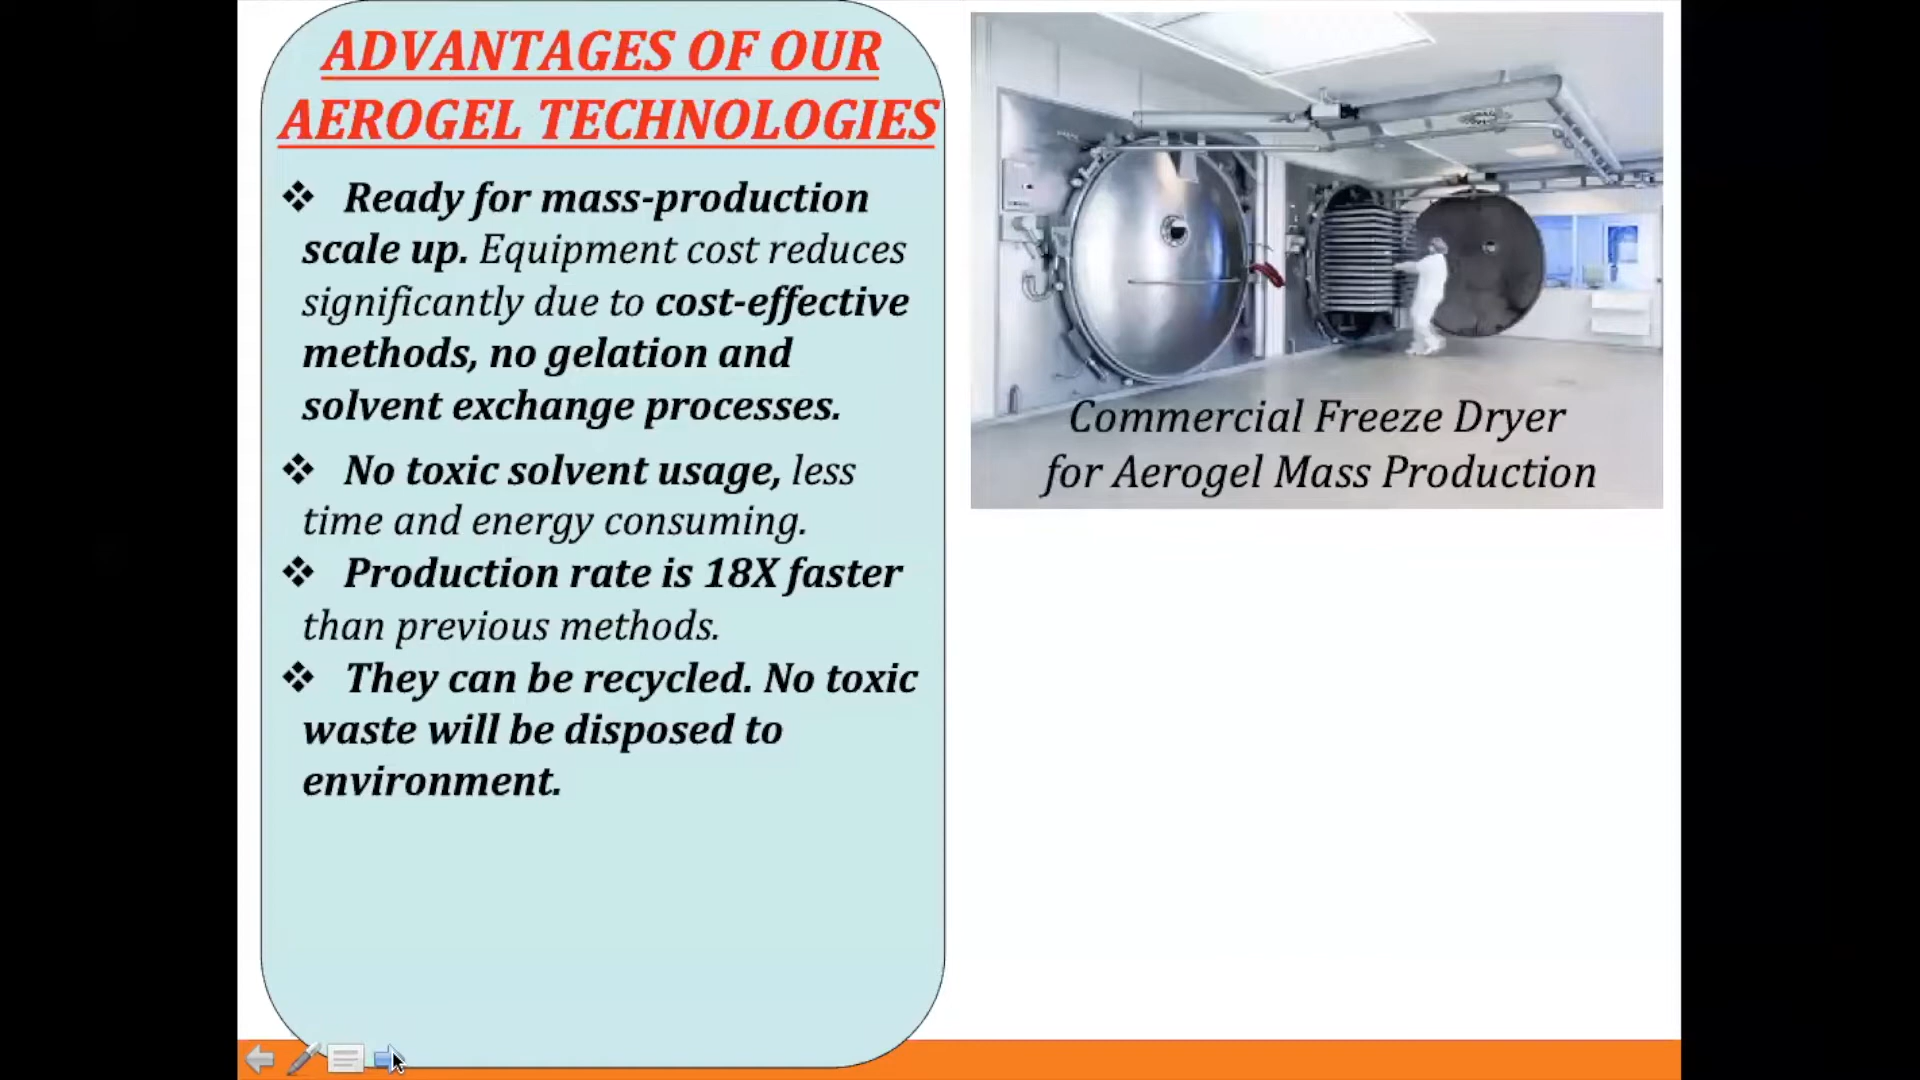 ADVANTAGES OF OUR
AEROGEL TECHNOLOGIES
❖ Ready for mass-production
scale up. Equipment cost reduces
significantly due to cost-effective
methods, no gelation and
solvent exchange processes.
❖ No toxic solvent usage, less
time and energy consuming.
❖ Production rate is 18X faster
than previous methods.
❖ They can be recycled. No toxic
waste will be disposed to
environment.
Commercial Freeze Dryer
for Aerogel Mass Production